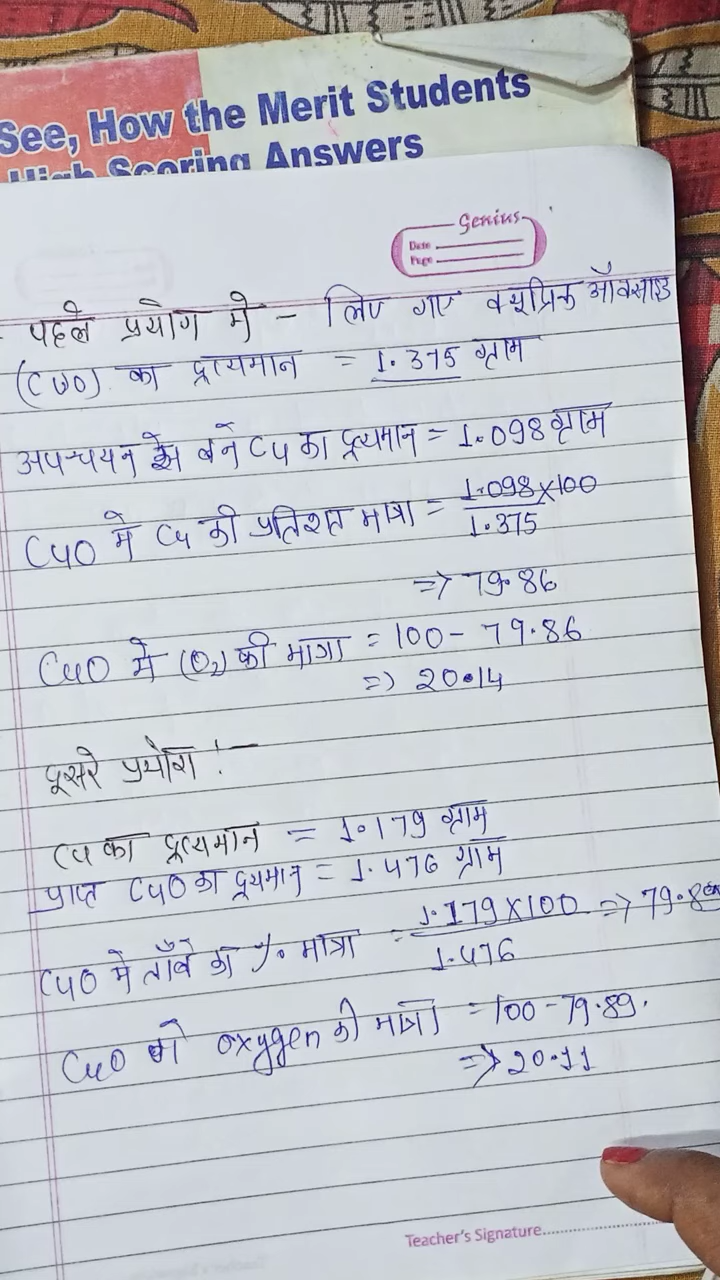 See, How the Merit Students
High Scoring Answers
Genius
Date
Page
पहले प्रयोग मे - लिए गए क्यूप्रिक ऑक्साइड
(CuO) का द्रव्यमान = 1.375 ग्राम
अपचयन से बने Cu का द्रव्यमान = 1.098 ग्राम
CuO में Cu की प्रतिशत मात्रा = 1.098×100
1.375
=> 79.86
CuO मे (O₂) की मात्रा = 100 - 79.86
=> 20.14
दूसरे प्रयोग :-
Cu का द्रव्यमान = 1.179 ग्राम
प्राप्त CuO का द्रव्यमान = 1.476 ग्राम
CuO मे ताँबे की % मात्रा = 1.179×100 => 79.8
1.476
CuO मे oxygen की मात्रा = 100 - 79.89.
=> 20.11
Teacher's Signature